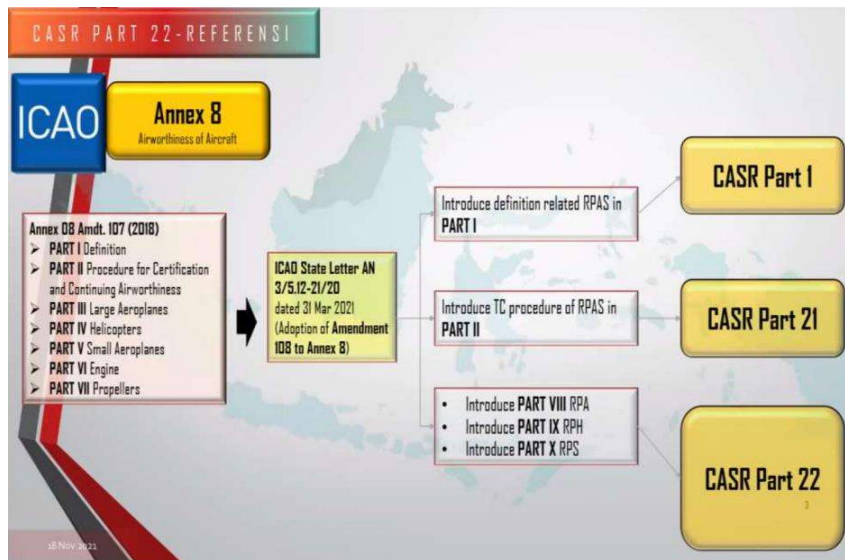 CASR PART 22-REFERENSI
ICAO
Annex 8
Airworthiness of Aircraft
Annex 08 Amdt. 107 (2018)
➤ PART I Definition
➤ PART II Procedure for Certification
and Continuing Airworthiness
➤ PART III Large Aeroplanes
➤ PART IV Helicopters
➤ PART V Small Aeroplanes
➤ PART VI Engine
➤ PART VII Propellers
ICAO State Letter AN
3/5.12-21/20
dated 31 Mar 2021
(Adoption of Amendment
108 to Annex 8)
Introduce definition related RPAS in
PART I
CASR Part 1
Introduce TC procedure of RPAS in
PART II
CASR Part 21
• Introduce PART VIII RPA
• Introduce PART IX RPH
• Introduce PART X RPS
CASR Part 22
3
18 Nov 2021